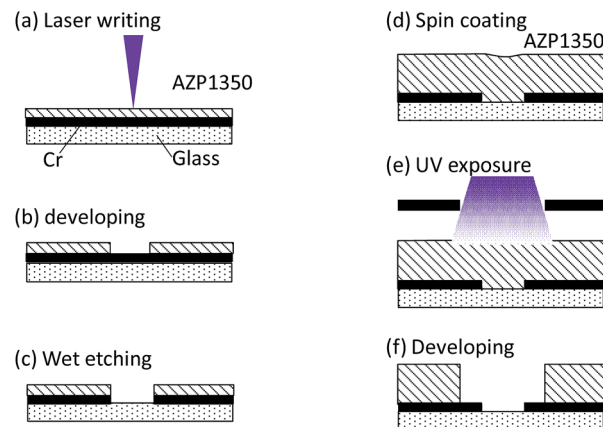 (a) Laser writing
AZP1350
Cr
Glass
(b) developing
(c) Wet etching
(d) Spin coating
AZP1350
(e) UV exposure
(f) Developing